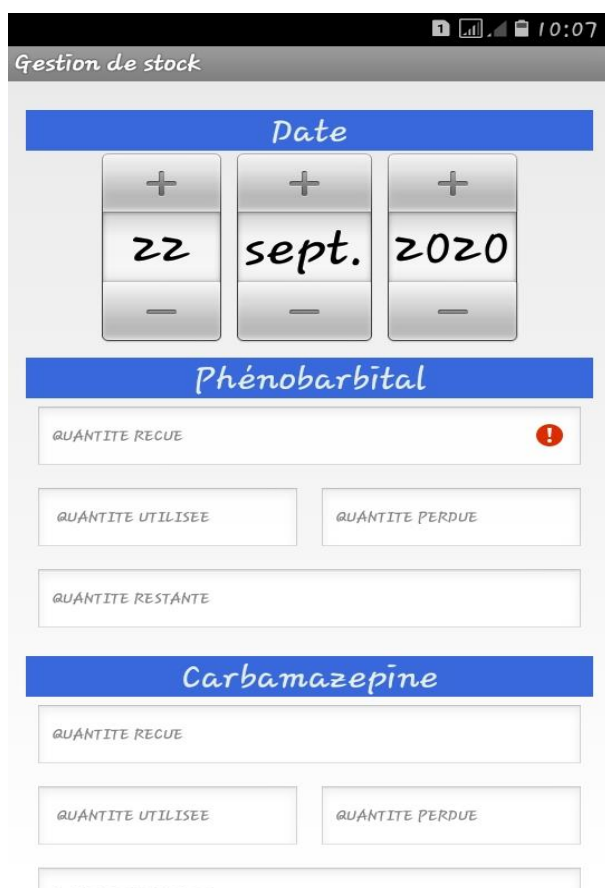 1 10:07
Gestion de stock
Date
+ + +
22 sept. 2020
— — —
Phénobarbital
QUANTITE RECUE !
QUANTITE UTILISEE QUANTITE PERDUE
QUANTITE RESTANTE
Carbamazepine
QUANTITE RECUE
QUANTITE UTILISEE QUANTITE PERDUE